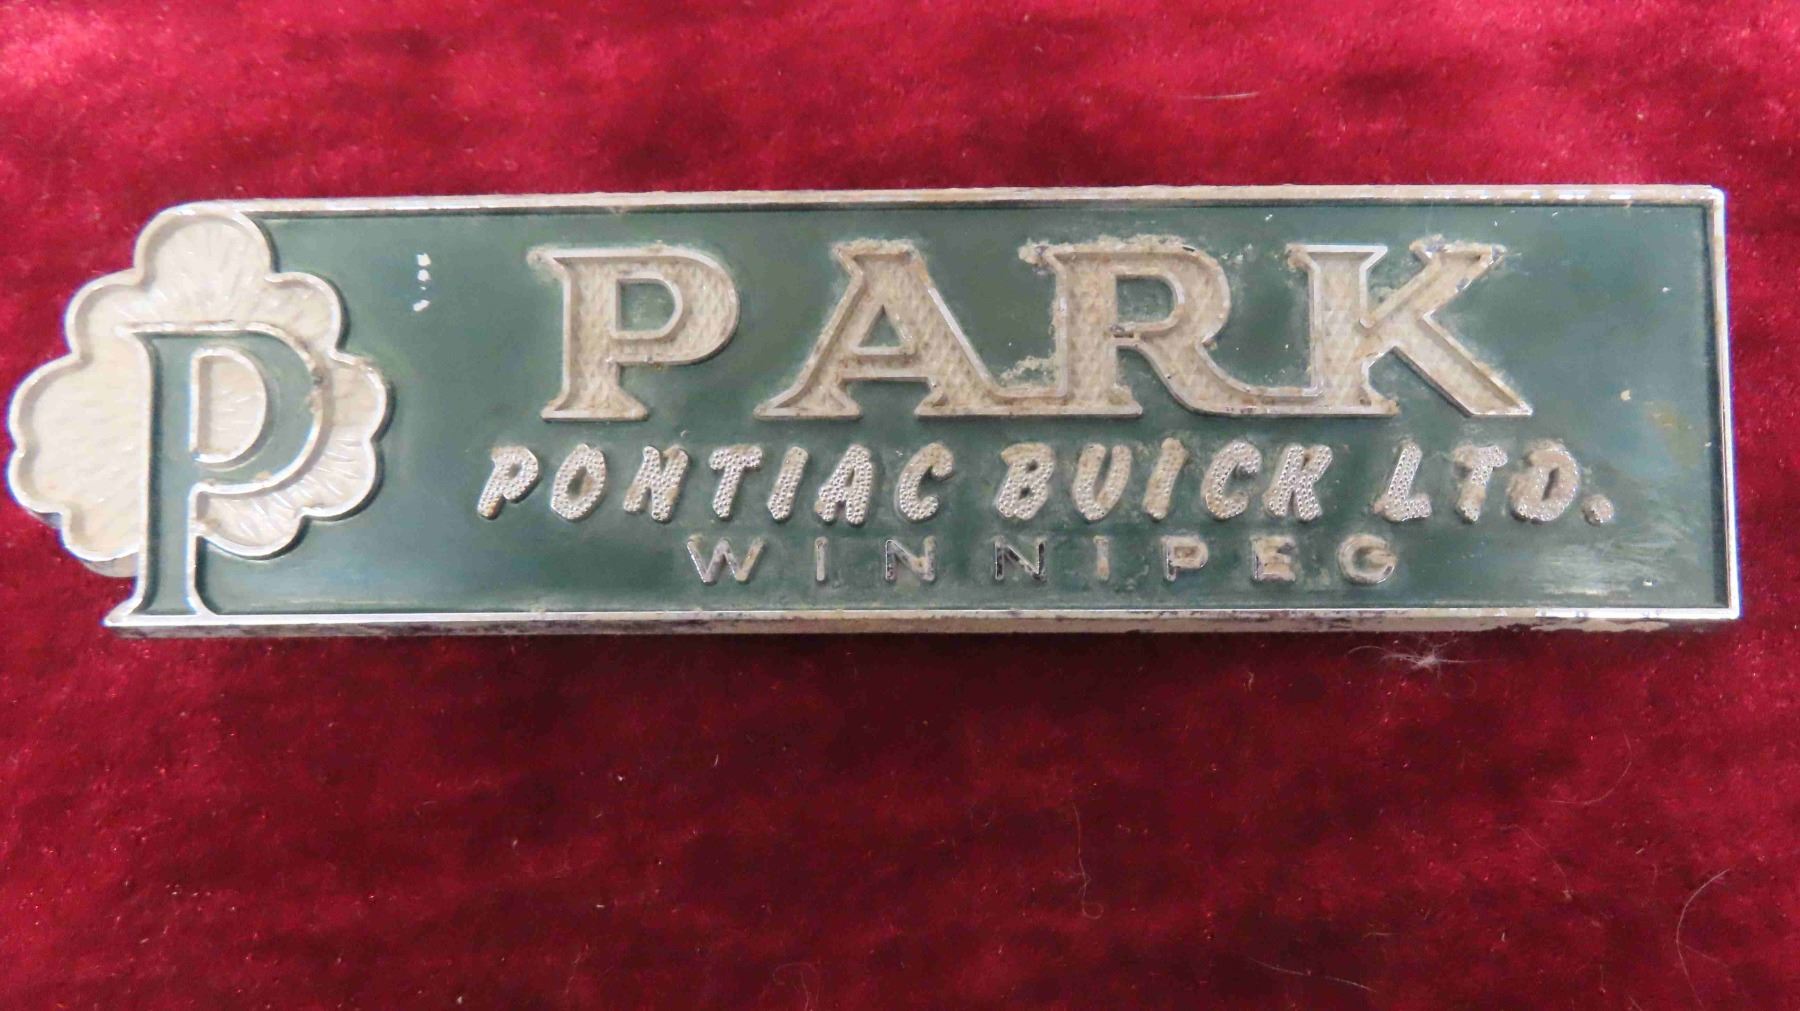 P
PARK
PONTIAC BUICK LTD.
WINNIPEG